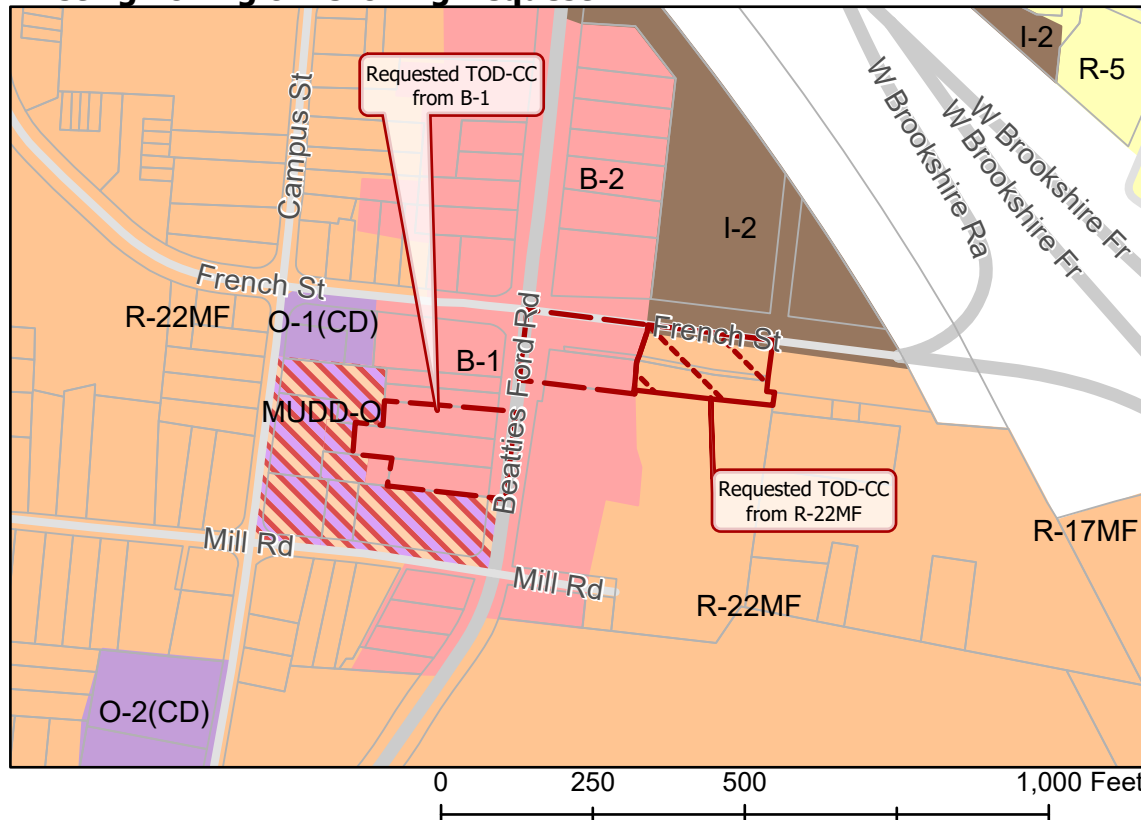 Requested TOD-CC
from B-1
I-2
R-5
Campus St
B-2
W Brookshire Ra
W Brookshire Fr
W Brookshire Fr
I-2
French St
R-22MF
O-1(CD)
French St
B-1
Beatties Ford Rd
MUDD-O
Requested TOD-CC
from R-22MF
R-17MF
Mill Rd
Mill Rd
R-22MF
O-2(CD)
0 250 500 1,000 Feet